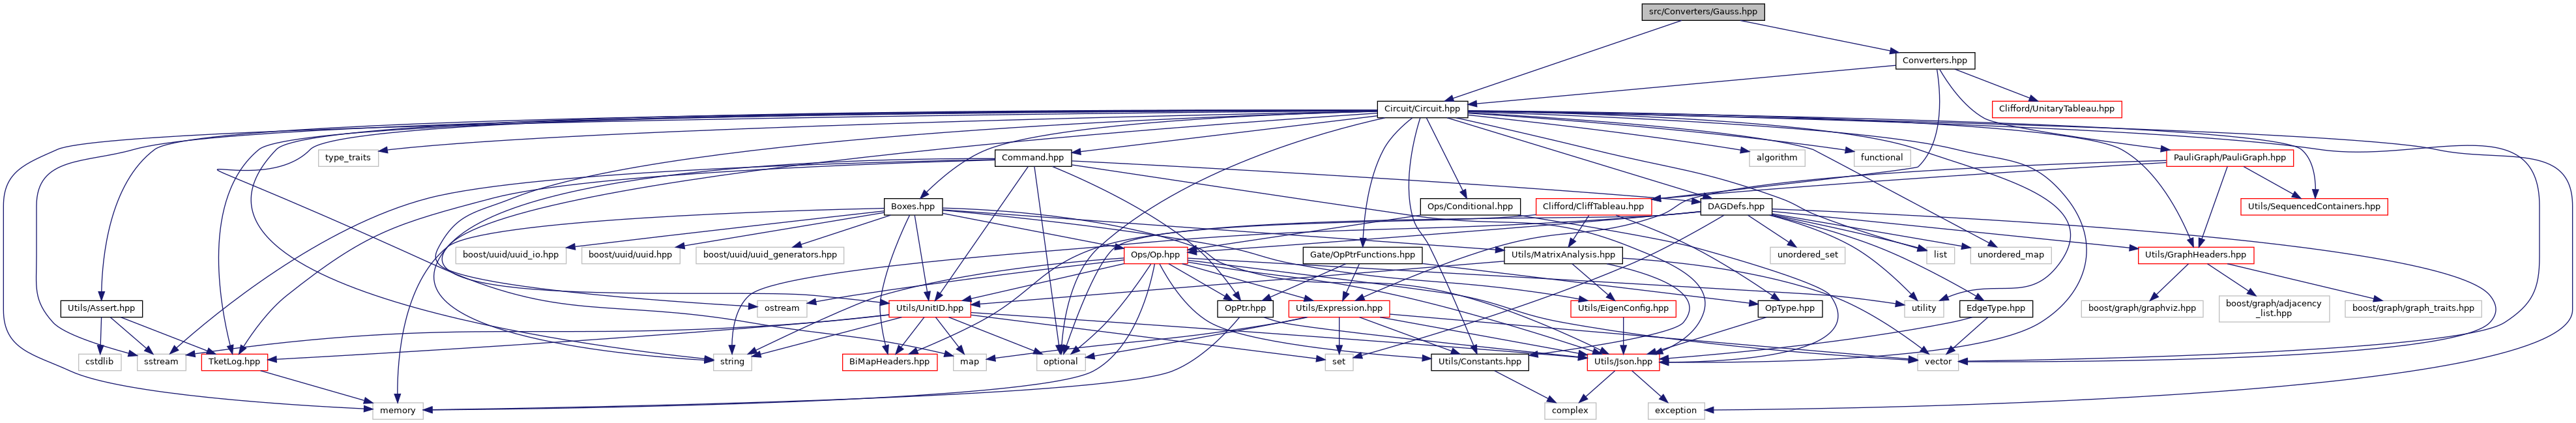 src/Converters/Gauss.hpp
Converters.hpp
Circuit/Circuit.hpp
Clifford/UnitaryTableau.hpp
type_traits
Command.hpp
algorithm
functional
PauliGraph/PauliGraph.hpp
Boxes.hpp
Ops/Conditional.hpp
Clifford/CliffTableau.hpp
DAGDefs.hpp
Utils/SequencedContainers.hpp
boost/uuid/uuid_io.hpp
boost/uuid/uuid.hpp
boost/uuid/uuid_generators.hpp
Ops/Op.hpp
Gate/OpPtrFunctions.hpp
Utils/MatrixAnalysis.hpp
unordered_set
list
unordered_map
Utils/GraphHeaders.hpp
Utils/Assert.hpp
ostream
Utils/UnitID.hpp
OpPtr.hpp
Utils/Expression.hpp
Utils/EigenConfig.hpp
OpType.hpp
utility
EdgeType.hpp
boost/graph/graphviz.hpp
boost/graph/adjacency
_list.hpp
boost/graph/graph_traits.hpp
cstdlib
sstream
TketLog.hpp
string
BiMapHeaders.hpp
map
optional
set
Utils/Constants.hpp
Utils/Json.hpp
vector
memory
complex
exception